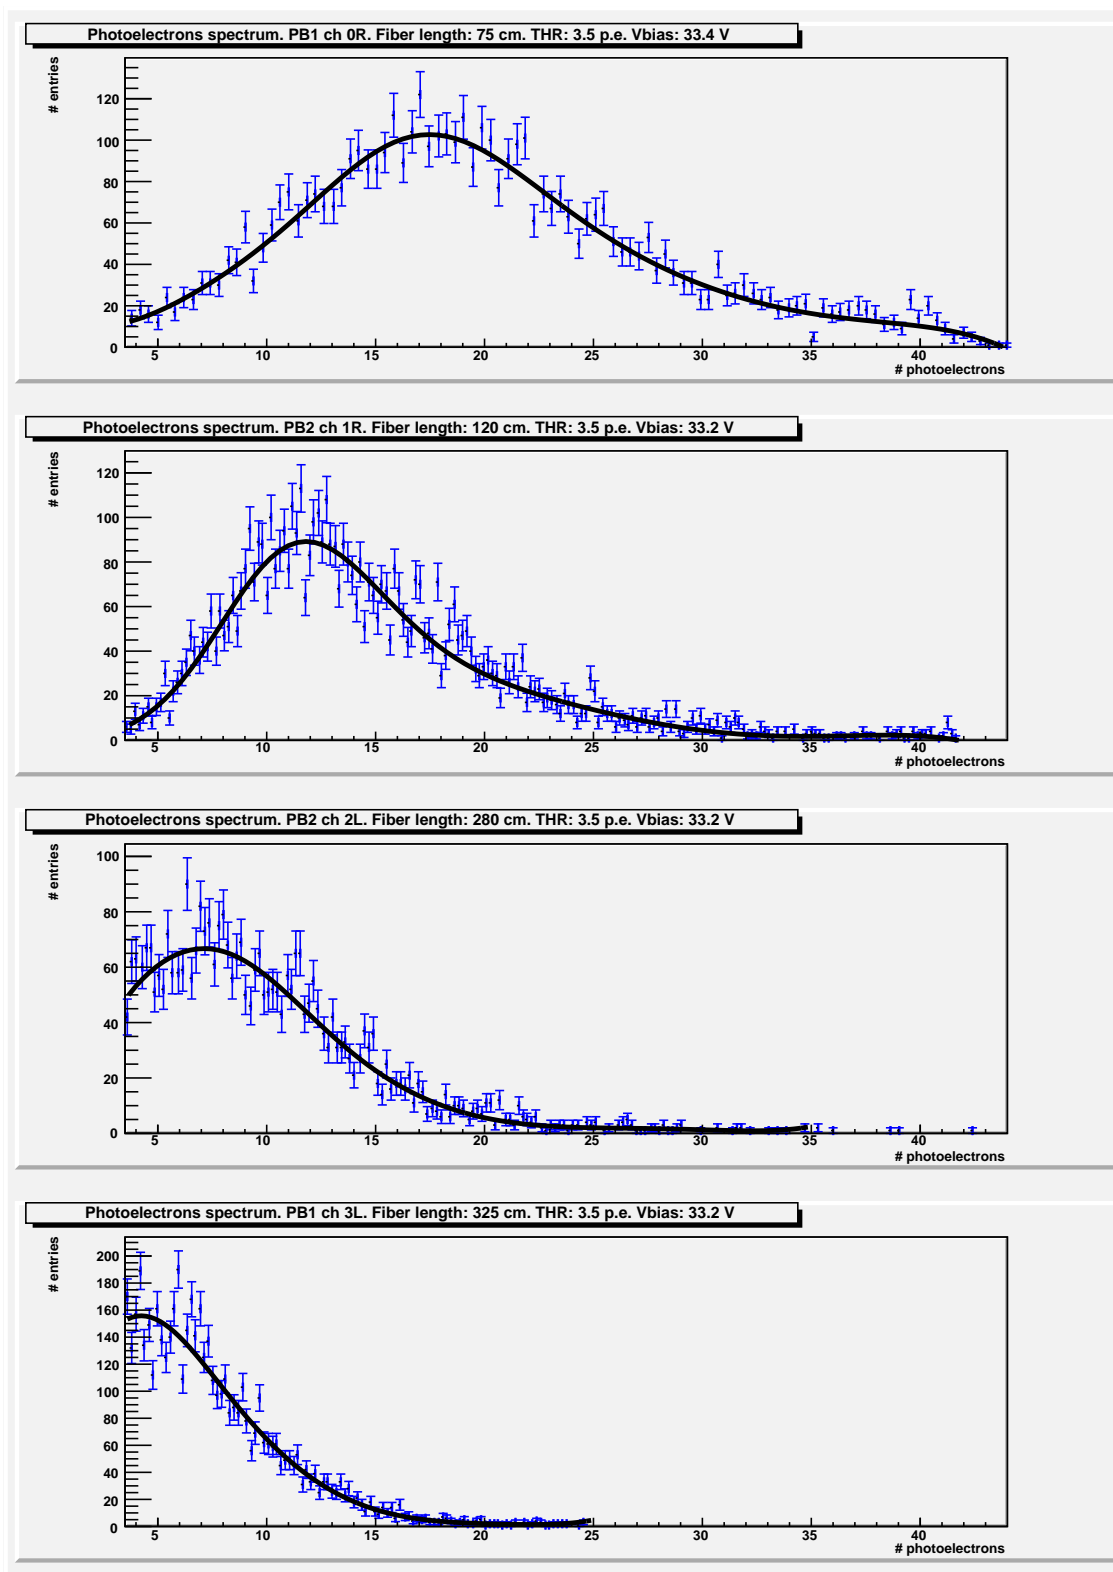 Photoelectrons spectrum. PB1 ch 0R. Fiber length: 75 cm. THR: 3.5 p.e. Vbias: 33.4 V
# entries
120
100
80
60
40
20
0
5 10 15 20 25 30 35 40
# photoelectrons
Photoelectrons spectrum. PB2 ch 1R. Fiber length: 120 cm. THR: 3.5 p.e. Vbias: 33.2 V
# entries
120
100
80
60
40
20
0
5 10 15 20 25 30 35 40
# photoelectrons
Photoelectrons spectrum. PB2 ch 2L. Fiber length: 280 cm. THR: 3.5 p.e. Vbias: 33.2 V
# entries
100
80
60
40
20
0
5 10 15 20 25 30 35 40
# photoelectrons
Photoelectrons spectrum. PB1 ch 3L. Fiber length: 325 cm. THR: 3.5 p.e. Vbias: 33.2 V
# entries
200
180
160
140
120
100
80
60
40
20
0
5 10 15 20 25 30 35 40
# photoelectrons